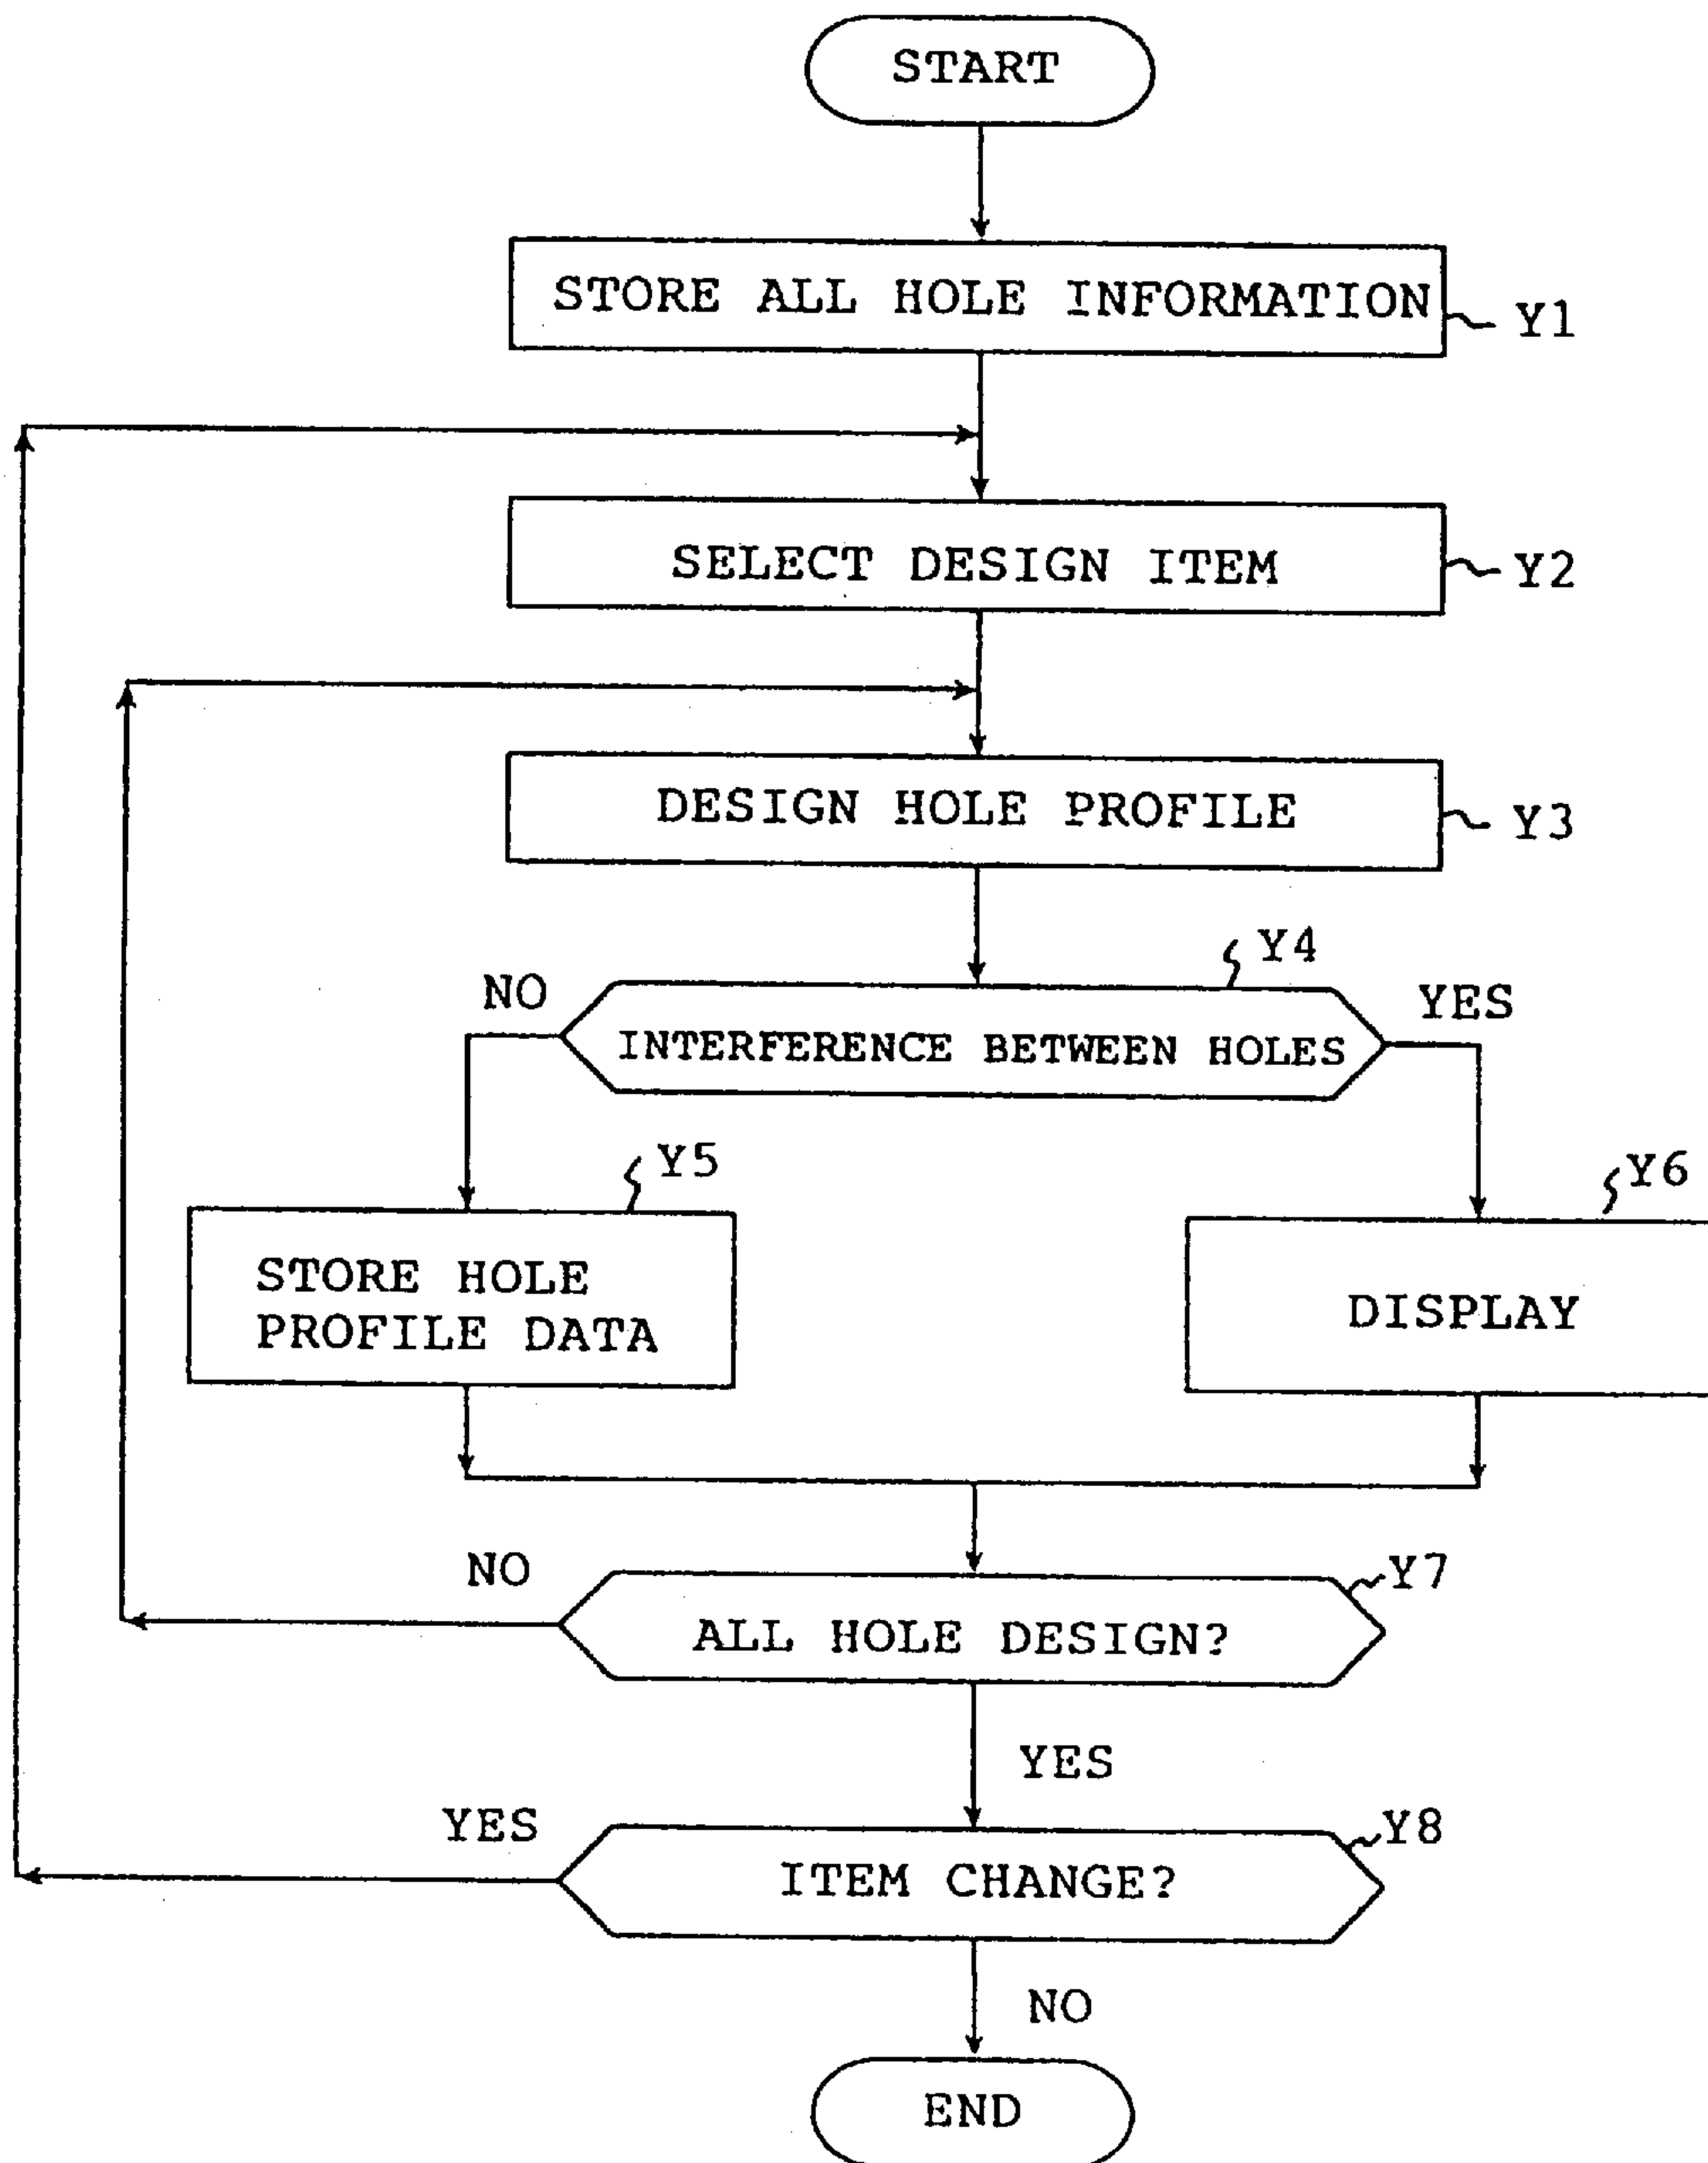 START
STORE ALL HOLE INFORMATION
Y1
SELECT DESIGN ITEM
Y2
DESIGN HOLE PROFILE
Y3
Y4
NO
YES
INTERFERENCE BETWEEN HOLES
Y5
Y6
STORE HOLE
PROFILE DATA
DISPLAY
NO
Y7
ALL HOLE DESIGN?
YES
YES
Y8
ITEM CHANGE?
NO
END